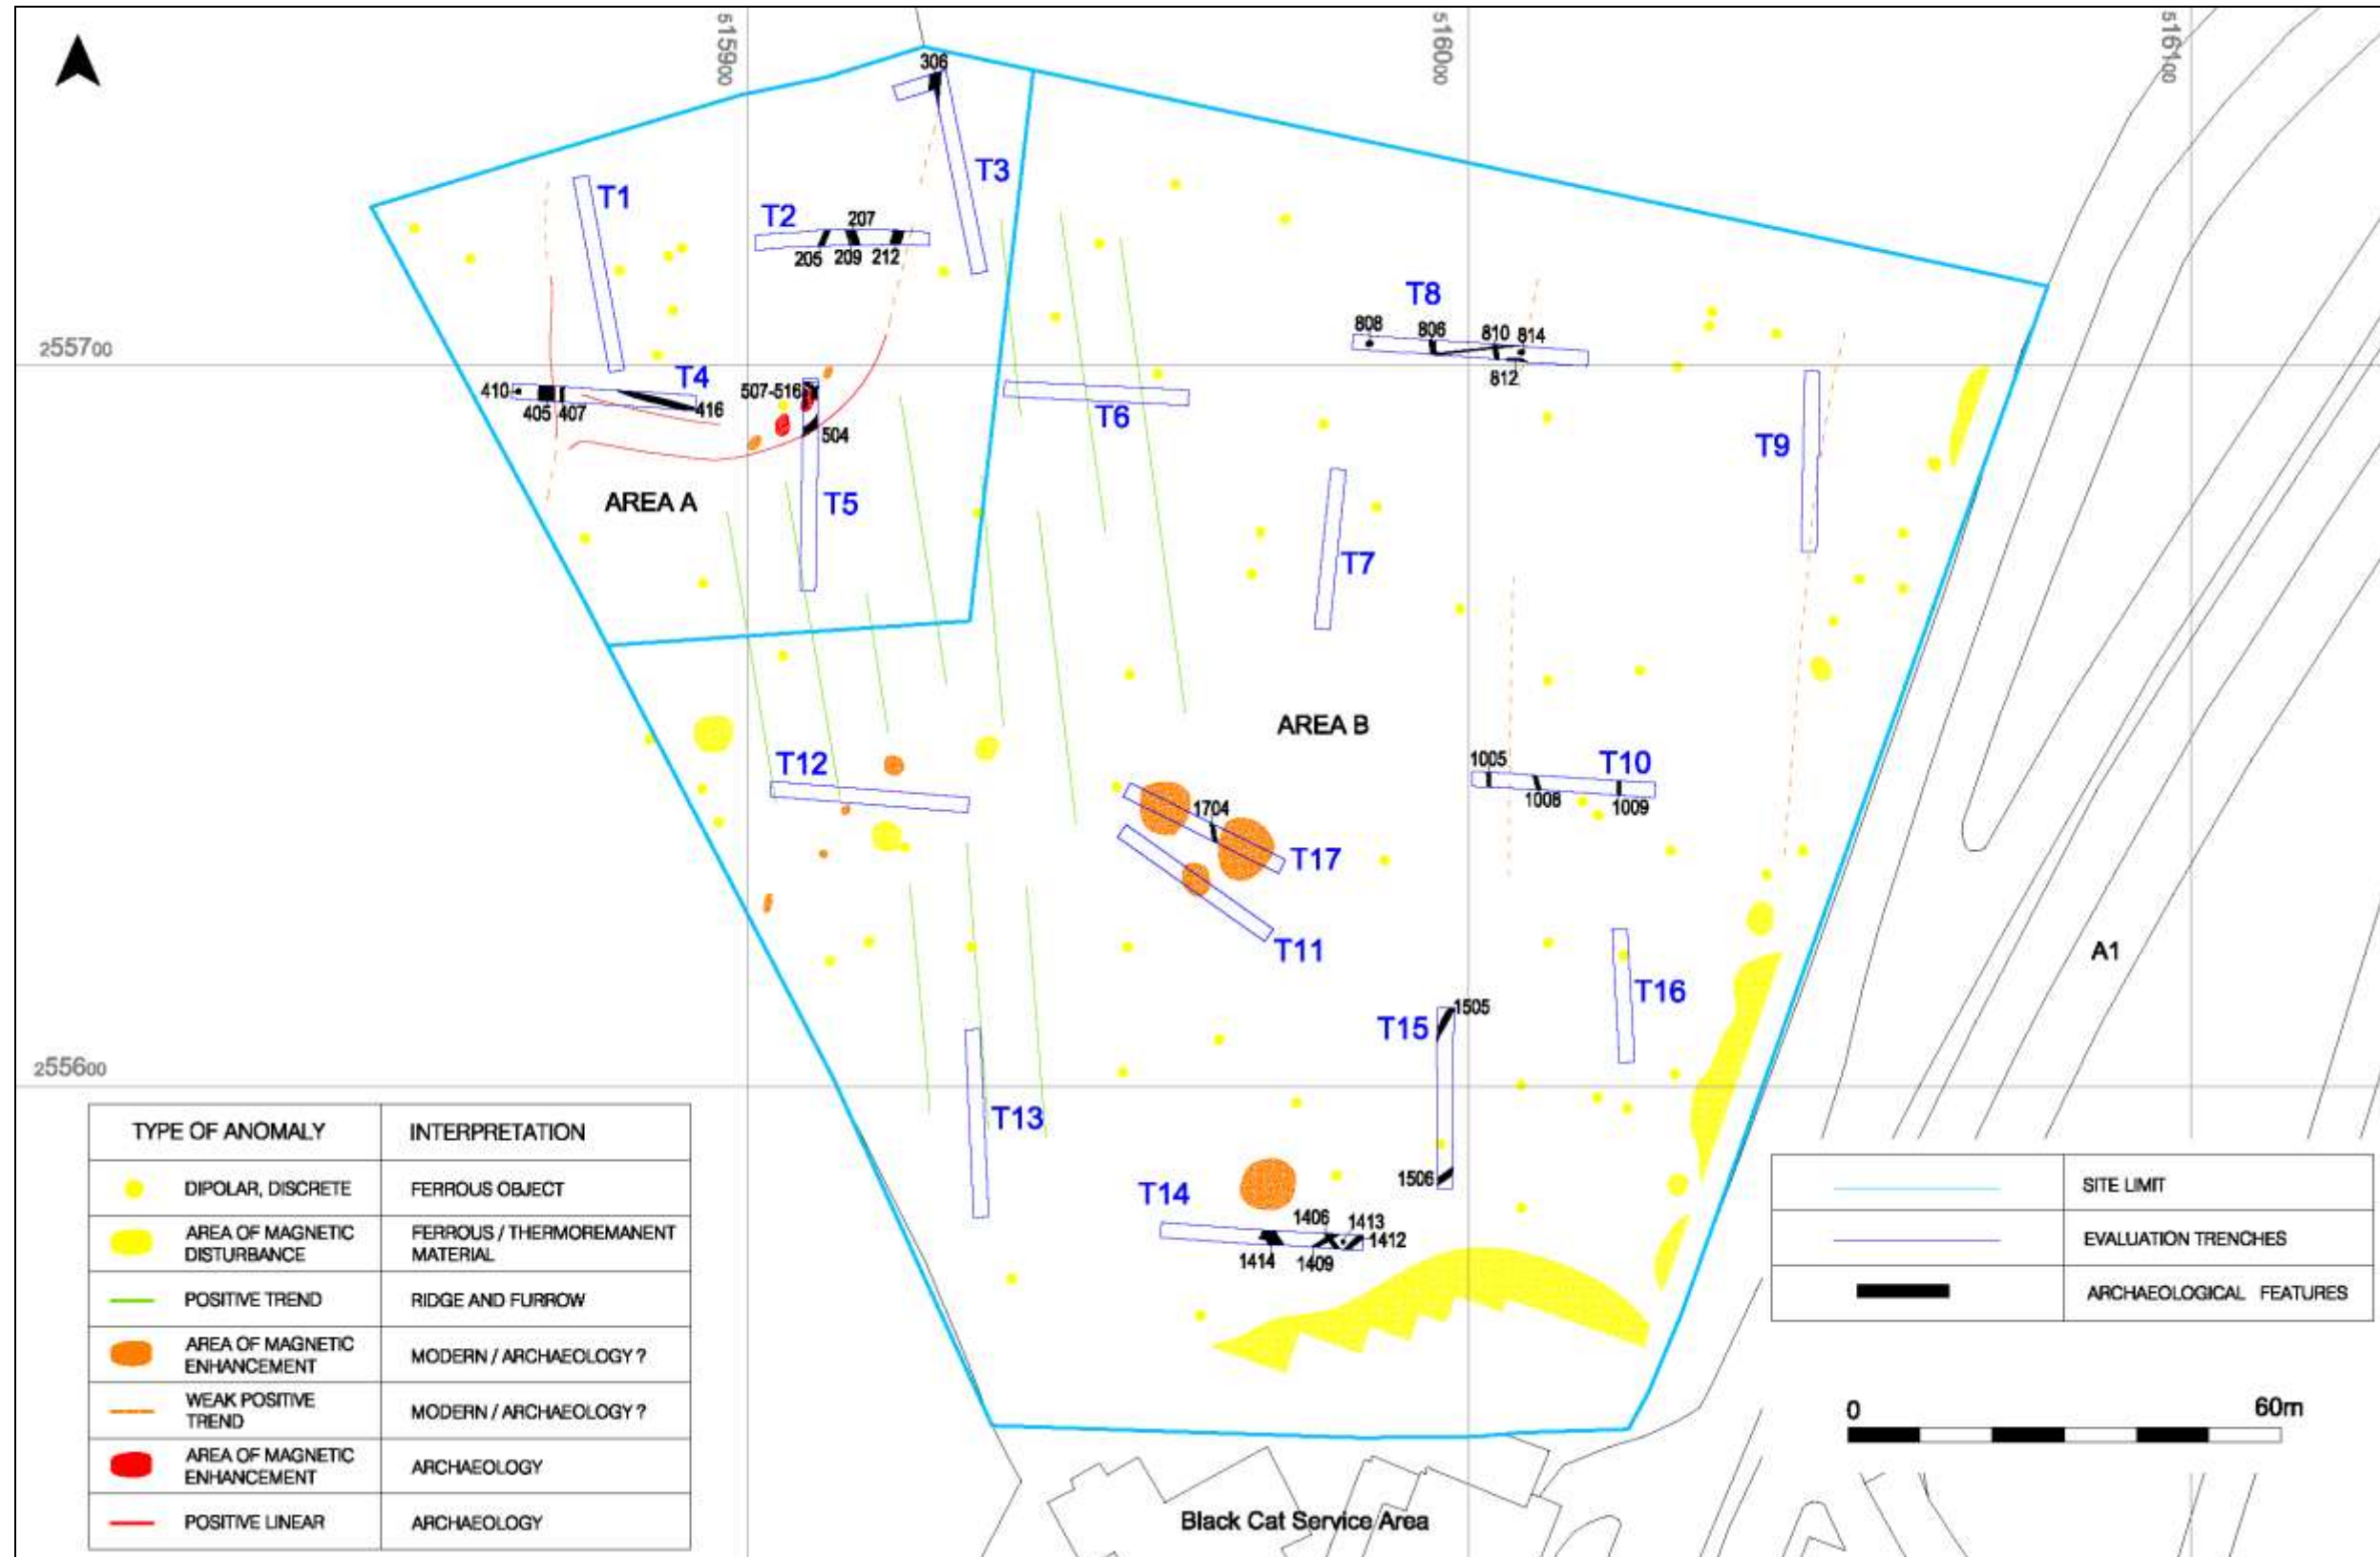 515900
516000
516100
306
T3
T1
T2
207
205 209 212
T8
808 806 810 814
812
255700
T4
410
405 407
416
507-516
504
T6
T9
AREA A
T5
T7
AREA B
T12
1005
T10
1008
1009
1704
T17
T11
A1
T16
T15
1505
255600
T13
1506
T14
1406
1413
1412
1414
1409
TYPE OF ANOMALY
INTERPRETATION
DIPOLAR, DISCRETE
FERROUS OBJECT
AREA OF MAGNETIC
DISTURBANCE
FERROUS / THERMOREMANENT
MATERIAL
POSITIVE TREND
RIDGE AND FURROW
AREA OF MAGNETIC
ENHANCEMENT
MODERN / ARCHAEOLOGY ?
WEAK POSITIVE
TREND
MODERN / ARCHAEOLOGY ?
AREA OF MAGNETIC
ENHANCEMENT
ARCHAEOLOGY
POSITIVE LINEAR
ARCHAEOLOGY
SITE LIMIT
EVALUATION TRENCHES
ARCHAEOLOGICAL FEATURES
0
60m
Black Cat Service Area